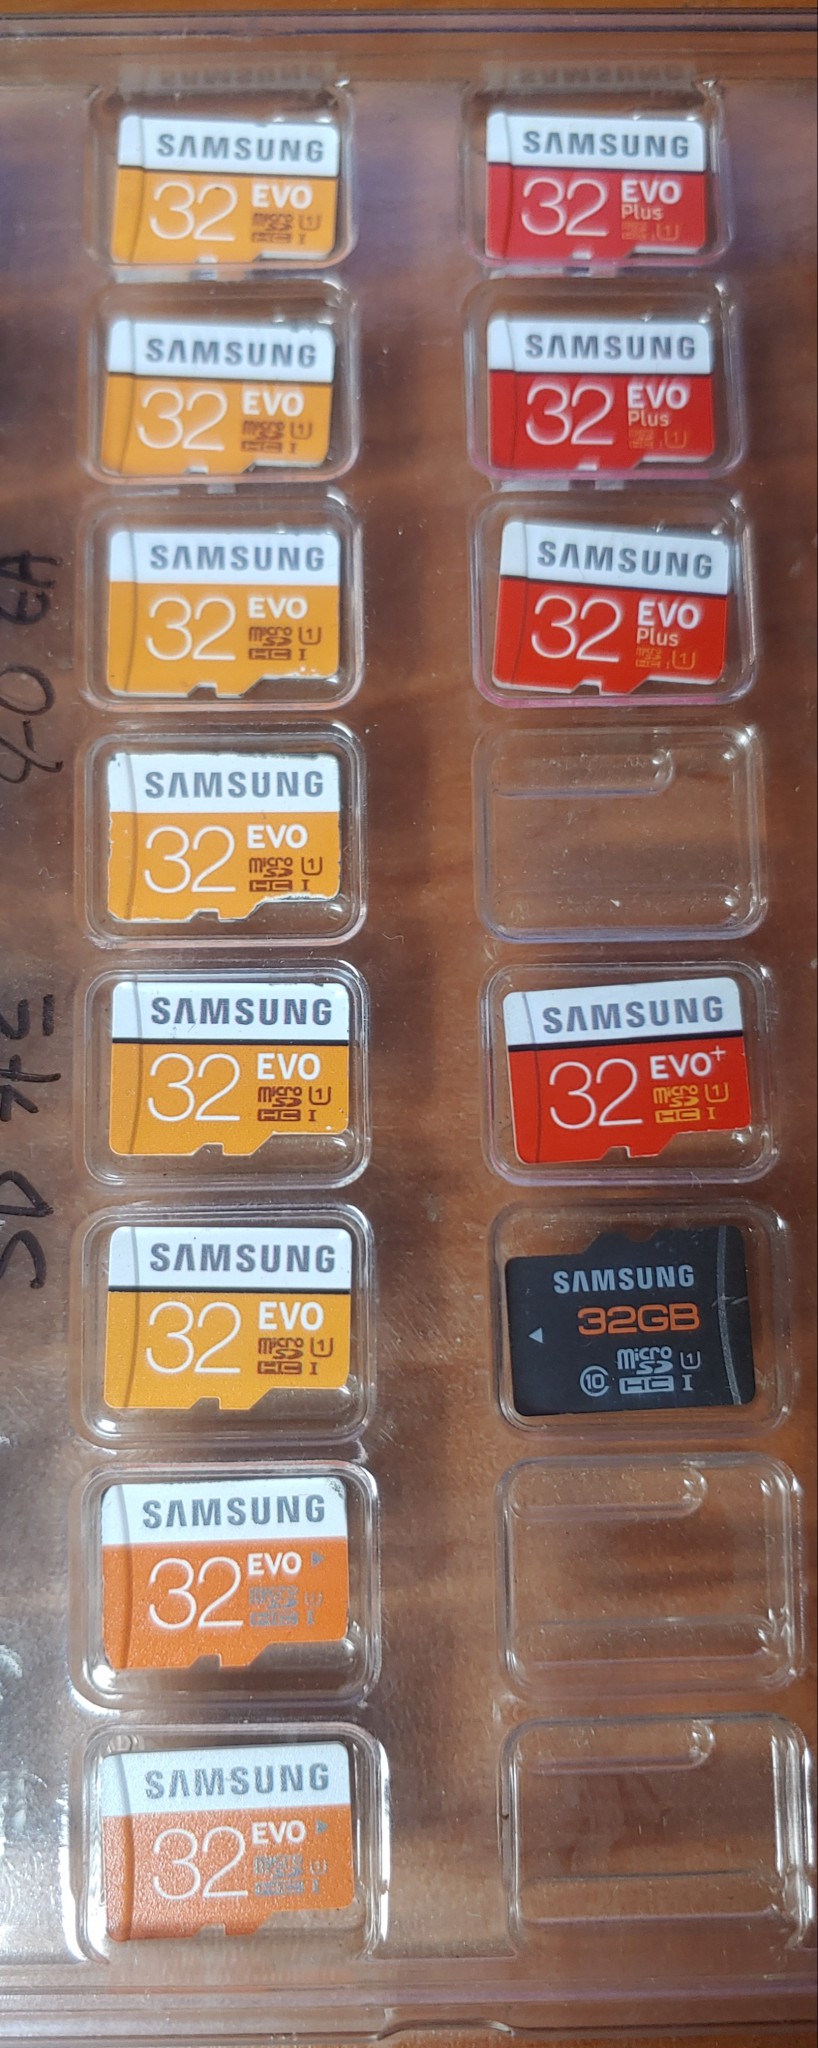 SAMSUNG
32 EVO
micro SD HC I U1
SAMSUNG
32 EVO
micro SD HC I U1
SAMSUNG
32 EVO
micro SD HC I U1
SAMSUNG
32 EVO
micro SD HC I U1
SAMSUNG
32 EVO
micro SD HC I U1
SAMSUNG
32 EVO
micro SD HC I U1
SAMSUNG
32 EVO
SAMSUNG
32 EVO
SAMSUNG
32 EVO
Plus
SAMSUNG
32 EVO
Plus
SAMSUNG
32 EVO
Plus
SAMSUNG
32 EVO+
micro SD HC I U1
SAMSUNG
32GB
10 micro SD HC I U1
SD 카드
40 EA